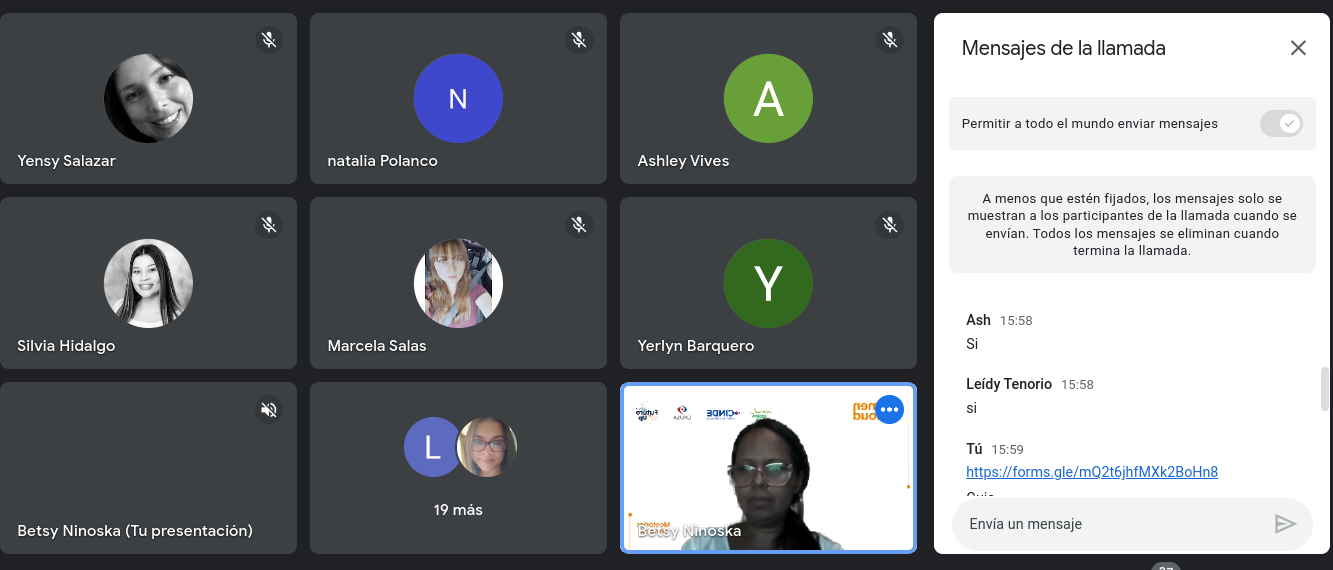 Yensy Salazar
N
natalia Polanco
A
Ashley Vives
Silvia Hidalgo
Marcela Salas
Y
Yerlyn Barquero
Betsy Ninoska (Tu presentación)
L
19 más
CINDE
Betsy Ninoska
Mensajes de la llamada
Permitir a todo el mundo enviar mensajes
A menos que estén fijados, los mensajes solo se
muestran a los participantes de la llamada cuando se
envían. Todos los mensajes se eliminan cuando
termina la llamada.
Ash 15:58
Si
Leídy Tenorio 15:58
si
Tú 15:59
https://forms.gle/mQ2t6jhfMXk2BoHn8
Envía un mensaje